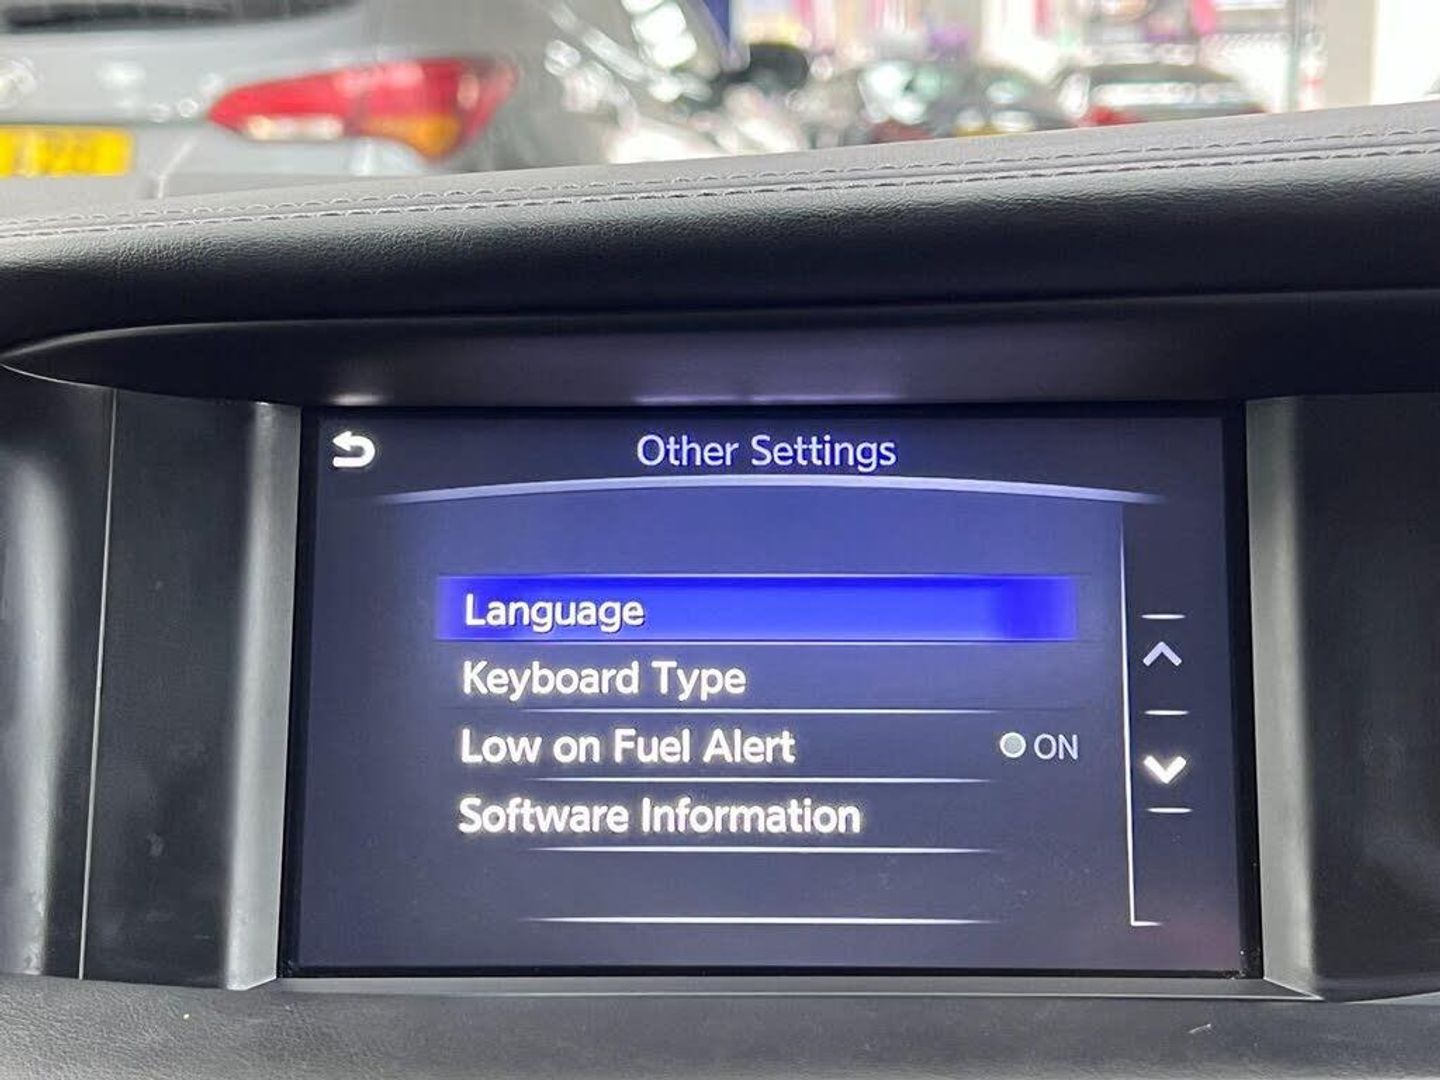 Other Settings
Language
Keyboard Type
Low on Fuel Alert ON
Software Information